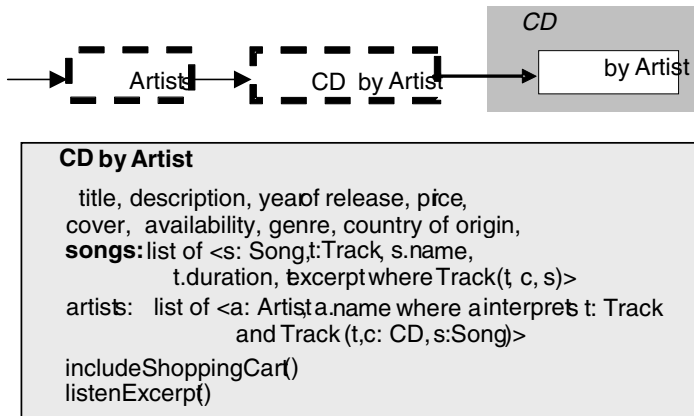 CD
Artists
CD by Artist
by Artist
CD by Artist
title, description, year of release, price,
cover, availability, genre, country of origin,
songs: list of <s: Song, t:Track, s.name,
t.duration, t.excerpt where Track(t, c, s)>
artists: list of <a: Artist, a.name where a interprets t: Track
and Track (t,c: CD, s:Song)>
includeShoppingCart()
listenExcerpt()